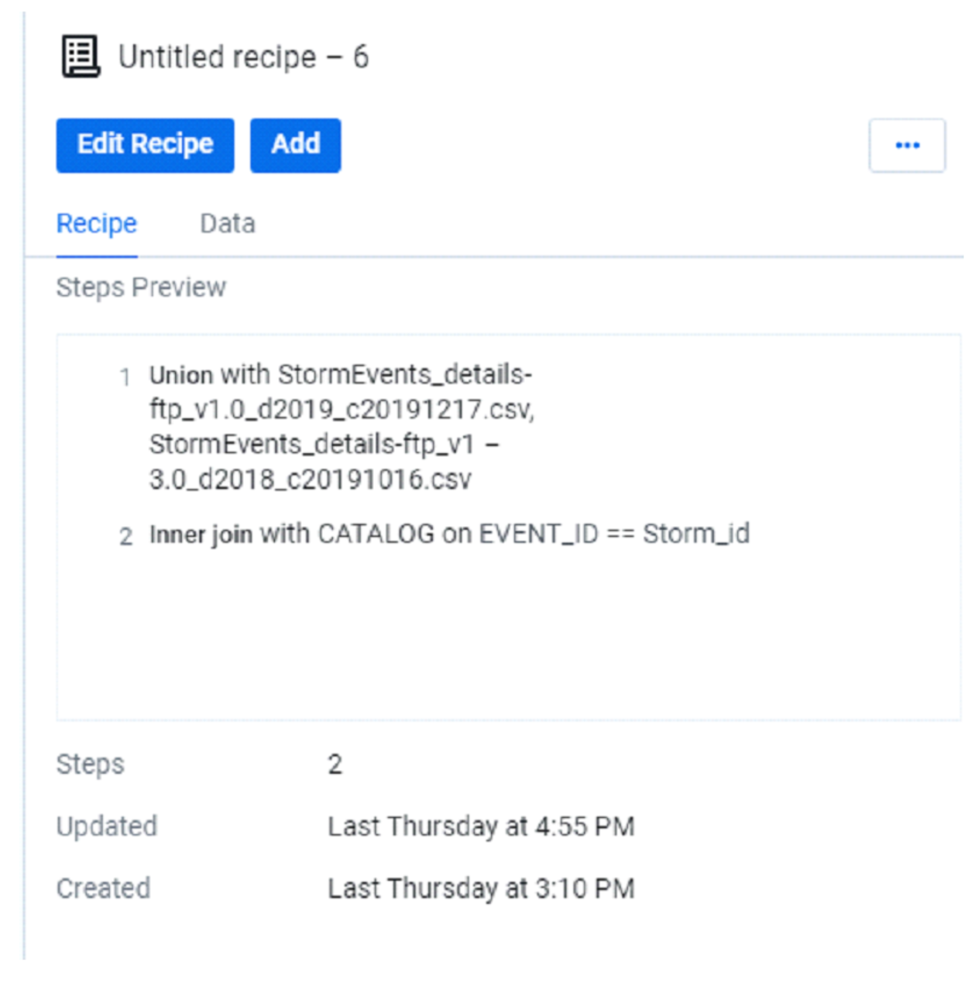 Untitled recipe – 6
Edit Recipe Add •••
Recipe Data
Steps Preview
1 Union with StormEvents_details-
ftp_v1.0_d2019_c20191217.csv,
StormEvents_details-ftp_v1 –
3.0_d2018_c20191016.csv
2 Inner join with CATALOG on EVENT_ID == Storm_id
Steps 2
Updated Last Thursday at 4:55 PM
Created Last Thursday at 3:10 PM